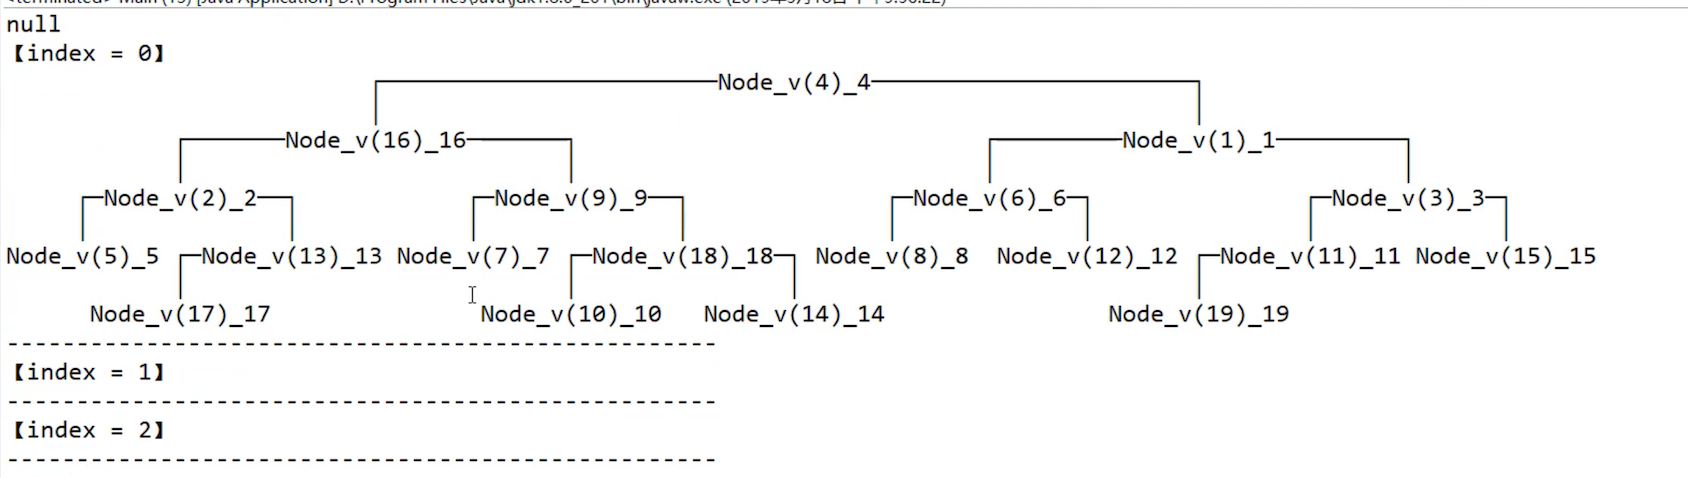 null
【index = 0】
Node_v(4)_4
Node_v(16)_16 Node_v(1)_1
Node_v(2)_2 Node_v(9)_9 Node_v(6)_6 Node_v(3)_3
Node_v(5)_5 Node_v(13)_13 Node_v(7)_7 Node_v(18)_18 Node_v(8)_8 Node_v(12)_12 Node_v(11)_11 Node_v(15)_15
Node_v(17)_17 Node_v(10)_10 Node_v(14)_14 Node_v(19)_19
---------------------------------------------------
【index = 1】
---------------------------------------------------
【index = 2】
---------------------------------------------------